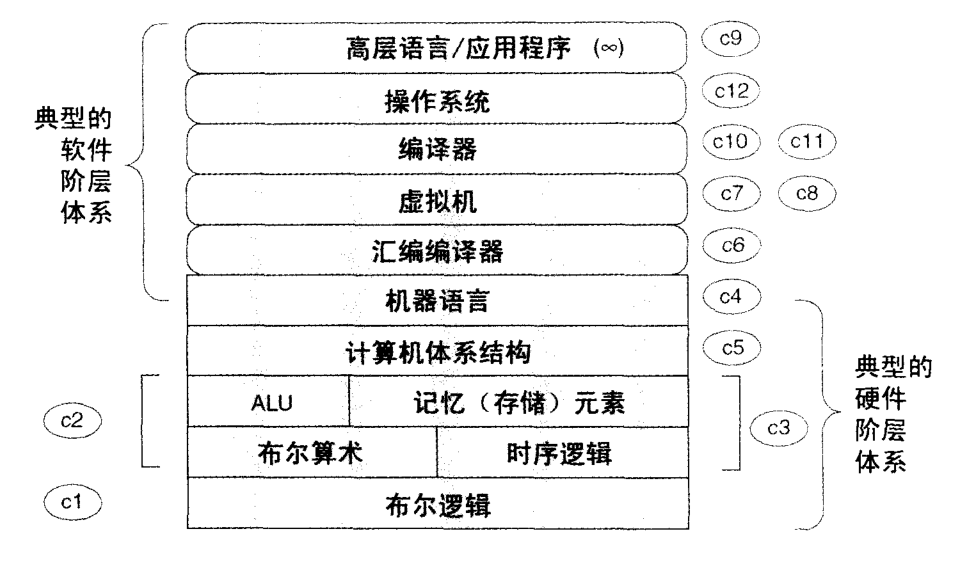 高层语言/应用程序 (∞) c9
操作系统 c12
编译器 c10 c11
虚拟机 c7 c8
汇编编译器 c6
机器语言 c4
计算机体系结构 c5
典型的
软件
阶层
体系
ALU 记忆（存储）元素
c2 c3
布尔算术 时序逻辑
c1 布尔逻辑
典型的
硬件
阶层
体系